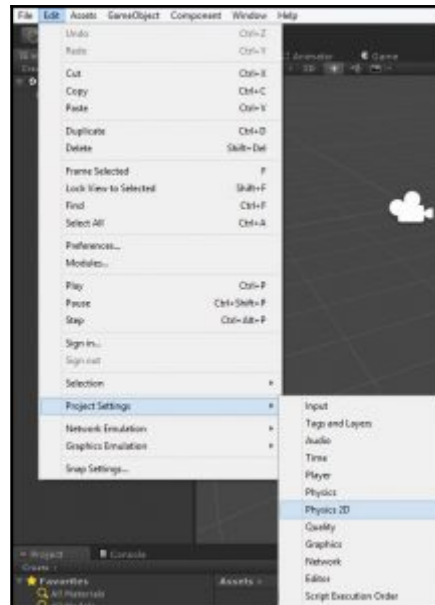 File Edit Assets GameObject Component Window Help
Undo Ctrl+Z
Redo Ctrl+Y
Animator Game
2D
Cut Ctrl+X
Copy Ctrl+C
Paste Ctrl+V
Duplicate Ctrl+D
Delete Shift+Del
Frame Selected F
Lock View to Selected Shift+F
Find Ctrl+F
Select All Ctrl+A
Preferences...
Modules...
Play Ctrl+P
Pause Ctrl+Shift+P
Step Ctrl+Alt+P
Sign in...
Sign out
Selection
Project Settings
Network Emulation
Graphics Emulation
Snap Settings...
Input
Tags and Layers
Audio
Time
Player
Physics
Physics 2D
Quality
Graphics
Network
Editor
Script Execution Order
Project Console
Create
Favorites Assets
All Materials